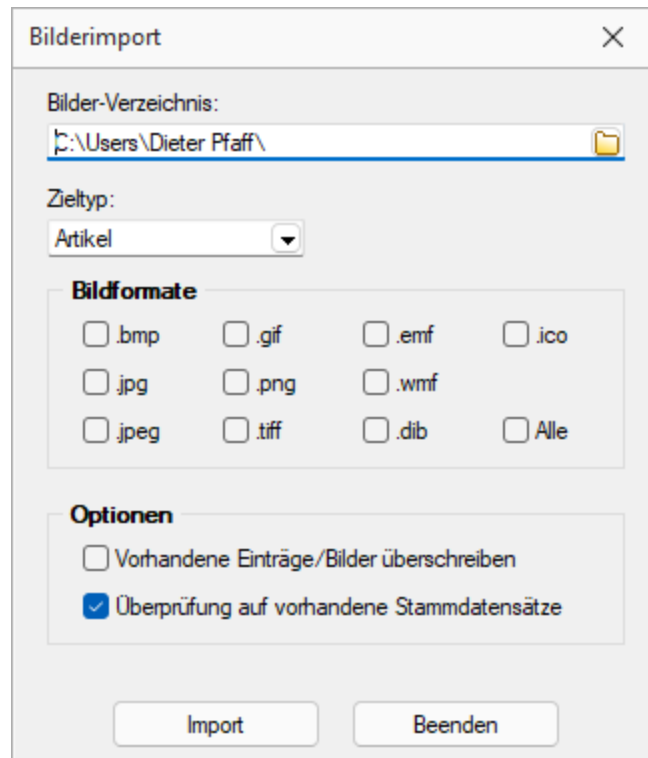 Bilderimport
Bilder-Verzeichnis:
C:\Users\Dieter Pfaff\
Zieltyp:
Artikel
Bildformate
.bmp .gif .emf .ico
.jpg .png .wmf
.jpeg .tiff .dib Alle
Optionen
Vorhandene Einträge/Bilder überschreiben
Überprüfung auf vorhandene Stammdatensätze
Import Beenden